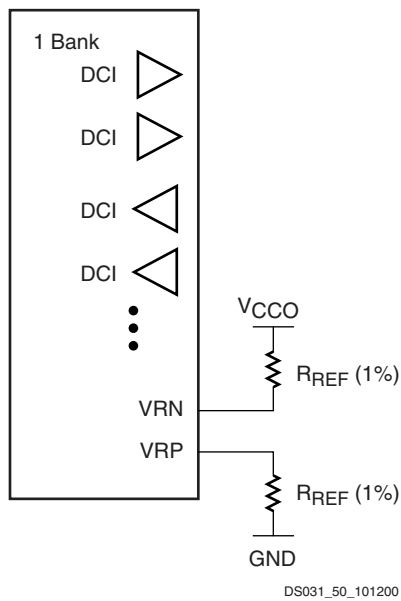 1 Bank
DCI
DCI
DCI
DCI
VCCO
RREF (1%)
VRN
VRP
RREF (1%)
GND
DS031_50_101200